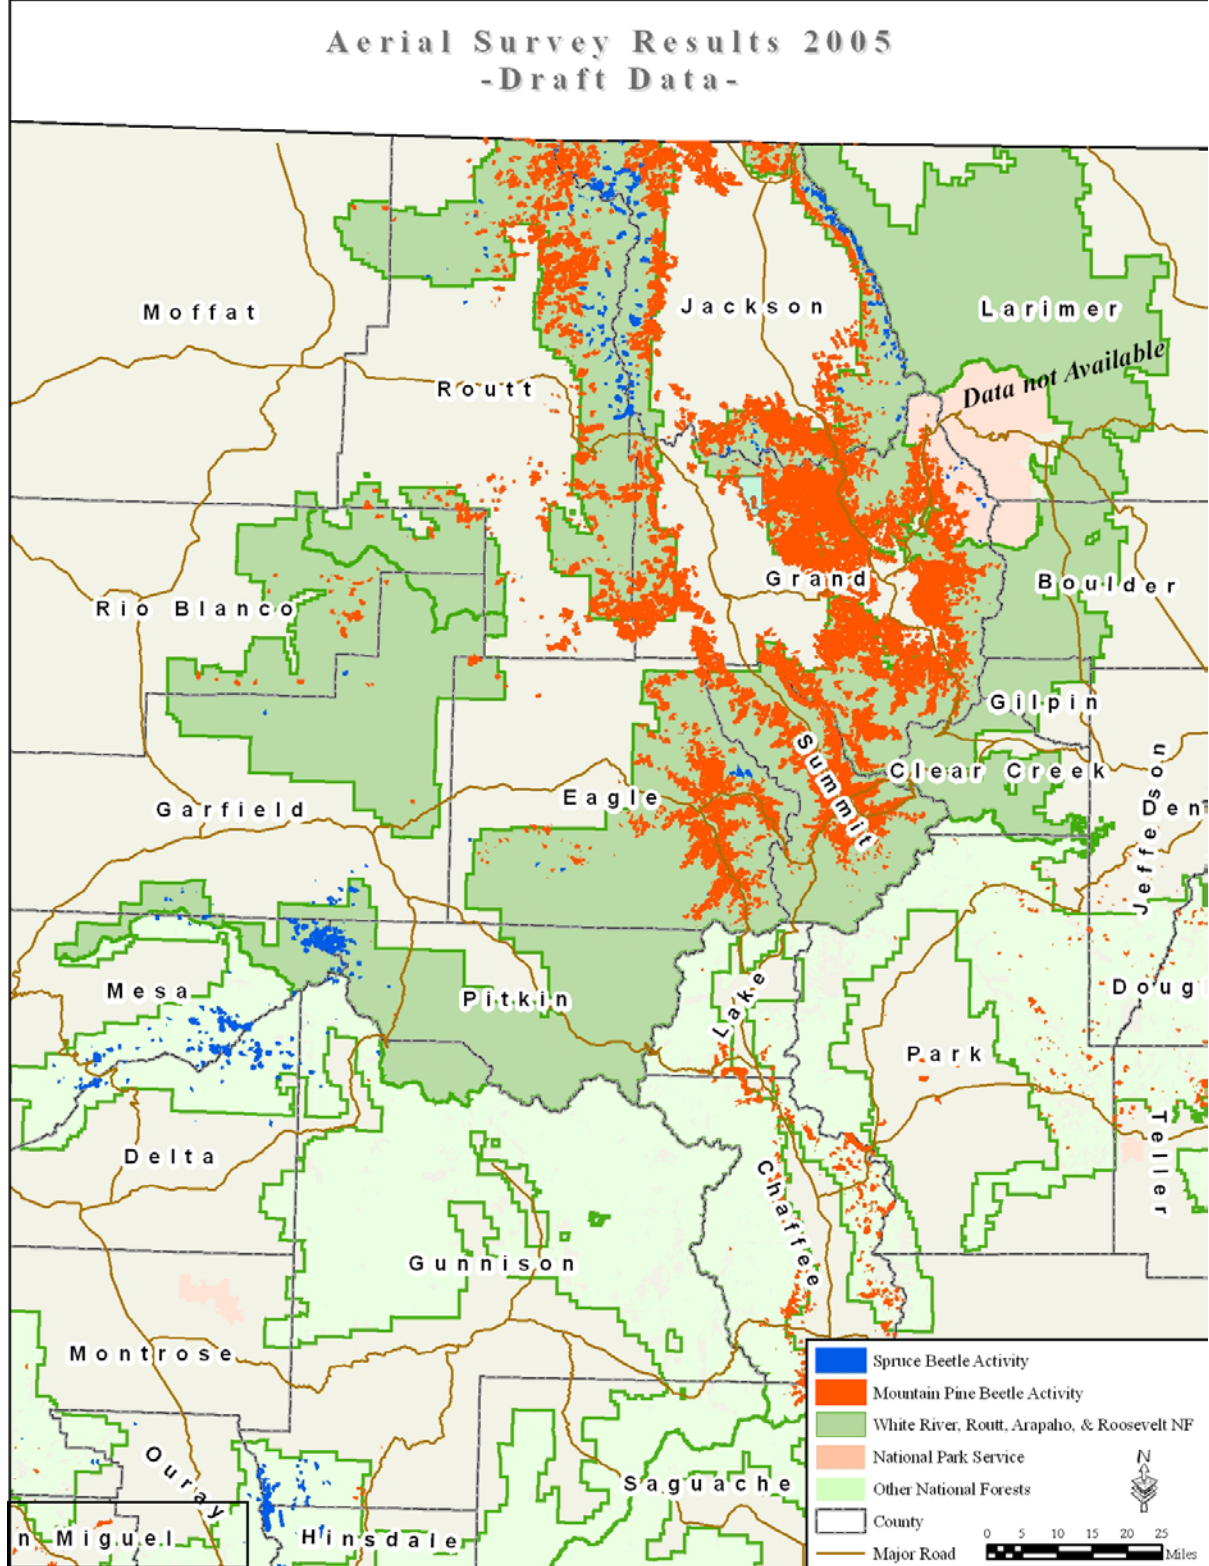 Aerial Survey Results 2005
-Draft Data-
Moffat
Jackson
Larimer
Data not Available
Routt
Grand
Boulder
Rio Blanco
Gilpin
Summit
Clear Creek
Eagle
Garfield
Jefferson
Den
Mesa
Pitkin
Lake
Dougl
Park
Delta
Teller
Chaffee
Gunnison
Montrose
Ouray
Saguache
n Miguel
Hinsdale
Spruce Beetle Activity
Mountain Pine Beetle Activity
White River, Routt, Arapaho, & Roosevelt NF
National Park Service
Other National Forests
County
Major Road
N
0 5 10 15 20 25
Miles